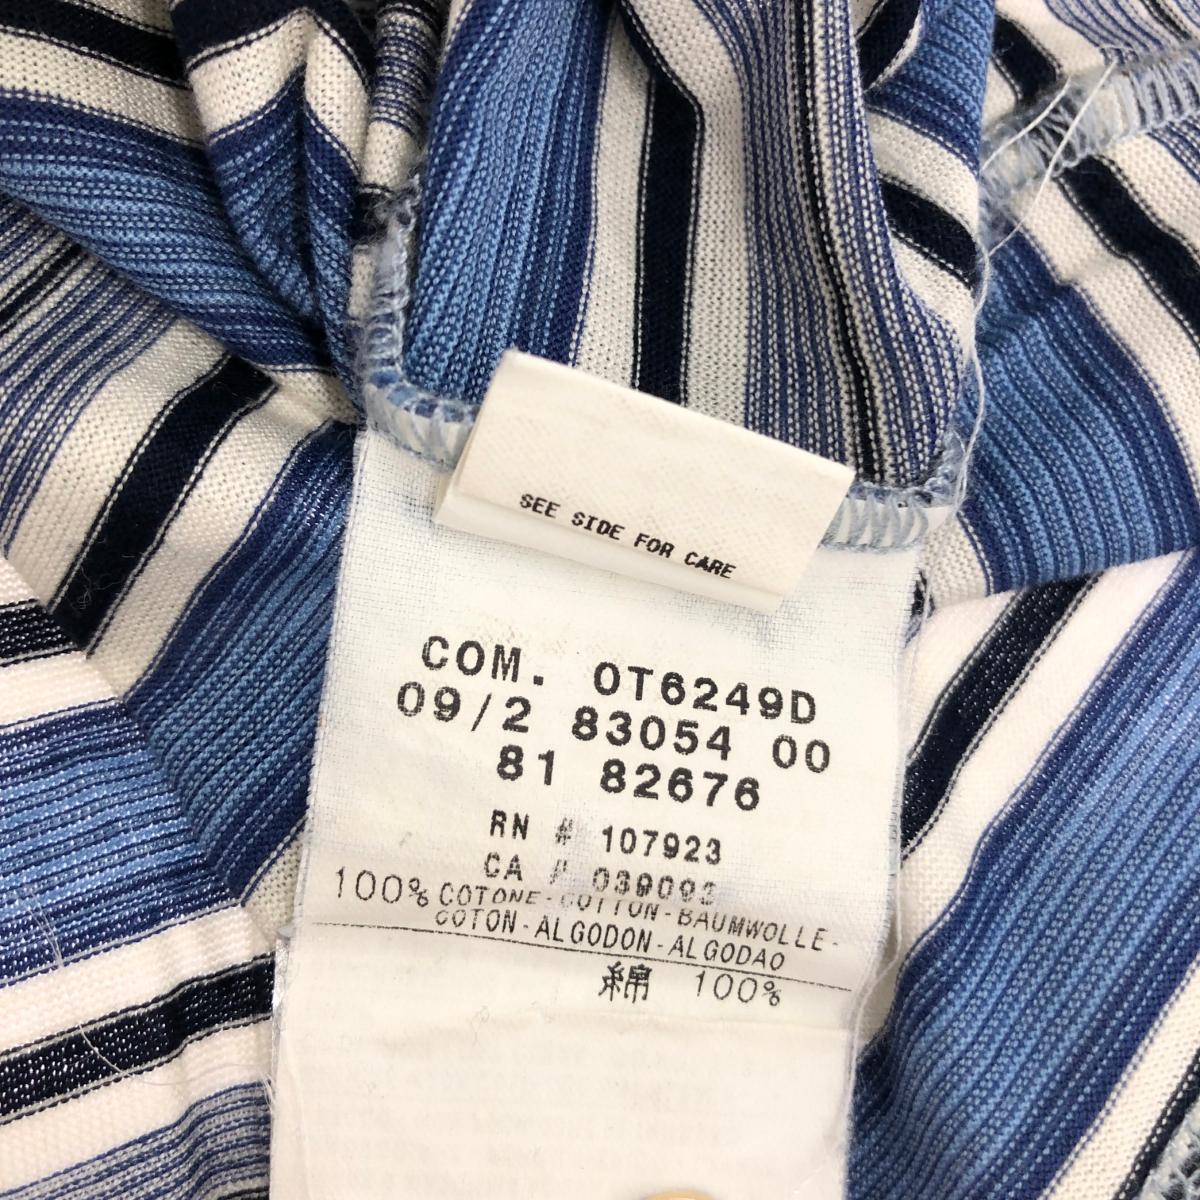 SEE SIDE FOR CARE
COM. 0T6249D
09/2 83054 00
81 82676
RN # 107923
CA # 039093
100% COTONE-COTTON-BAUMWOLLE-
COTON-ALGODON-ALGODAO
綿 100%